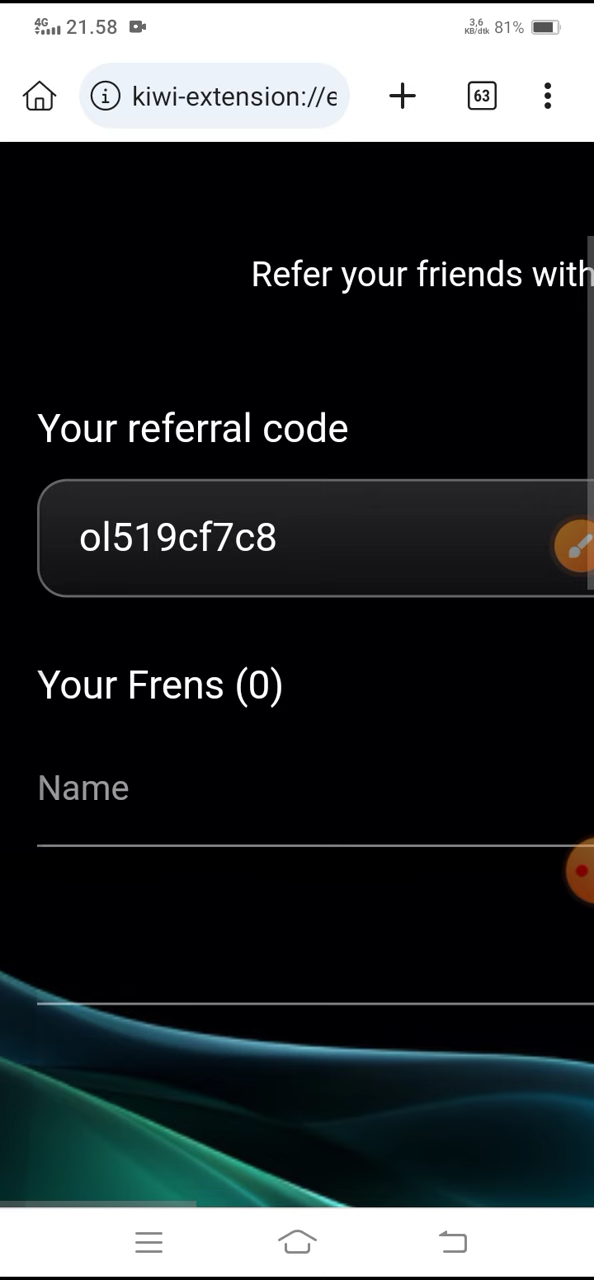 4G 21.58 3,6 KB/dtk 81%
kiwi-extension://e 63
Refer your friends with
Your referral code
ol519cf7c8
Your Frens (0)
Name